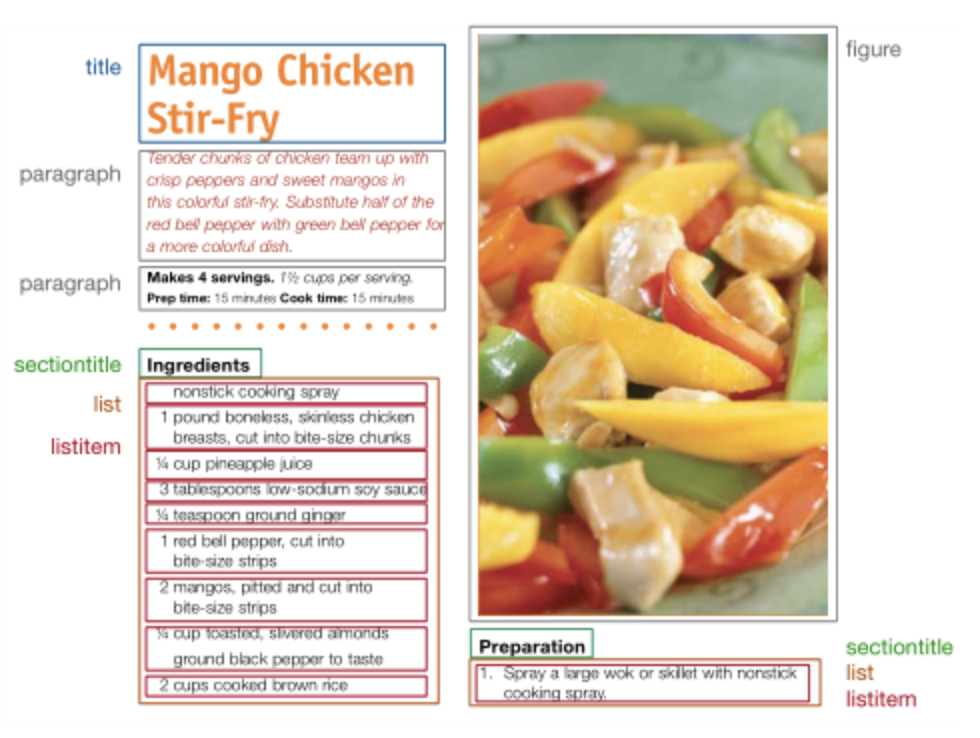 title
Mango Chicken
Stir-Fry
paragraph
Tender chunks of chicken team up with
crisp peppers and sweet mangos in
this colorful stir-fry. Substitute half of the
red bell pepper with green bell pepper for
a more colorful dish.
paragraph
Makes 4 servings. 1½ cups per serving.
Prep time: 15 minutes Cook time: 15 minutes
sectiontitle
Ingredients
list
listitem
nonstick cooking spray
1 pound boneless, skinless chicken
breasts, cut into bite-size chunks
¼ cup pineapple juice
3 tablespoons low-sodium soy sauce
¼ teaspoon ground ginger
1 red bell pepper, cut into
bite-size strips
2 mangos, pitted and cut into
bite-size strips
¼ cup toasted, slivered almonds
ground black pepper to taste
2 cups cooked brown rice
figure
Preparation
sectiontitle
1. Spray a large wok or skillet with nonstick
cooking spray.
list
listitem